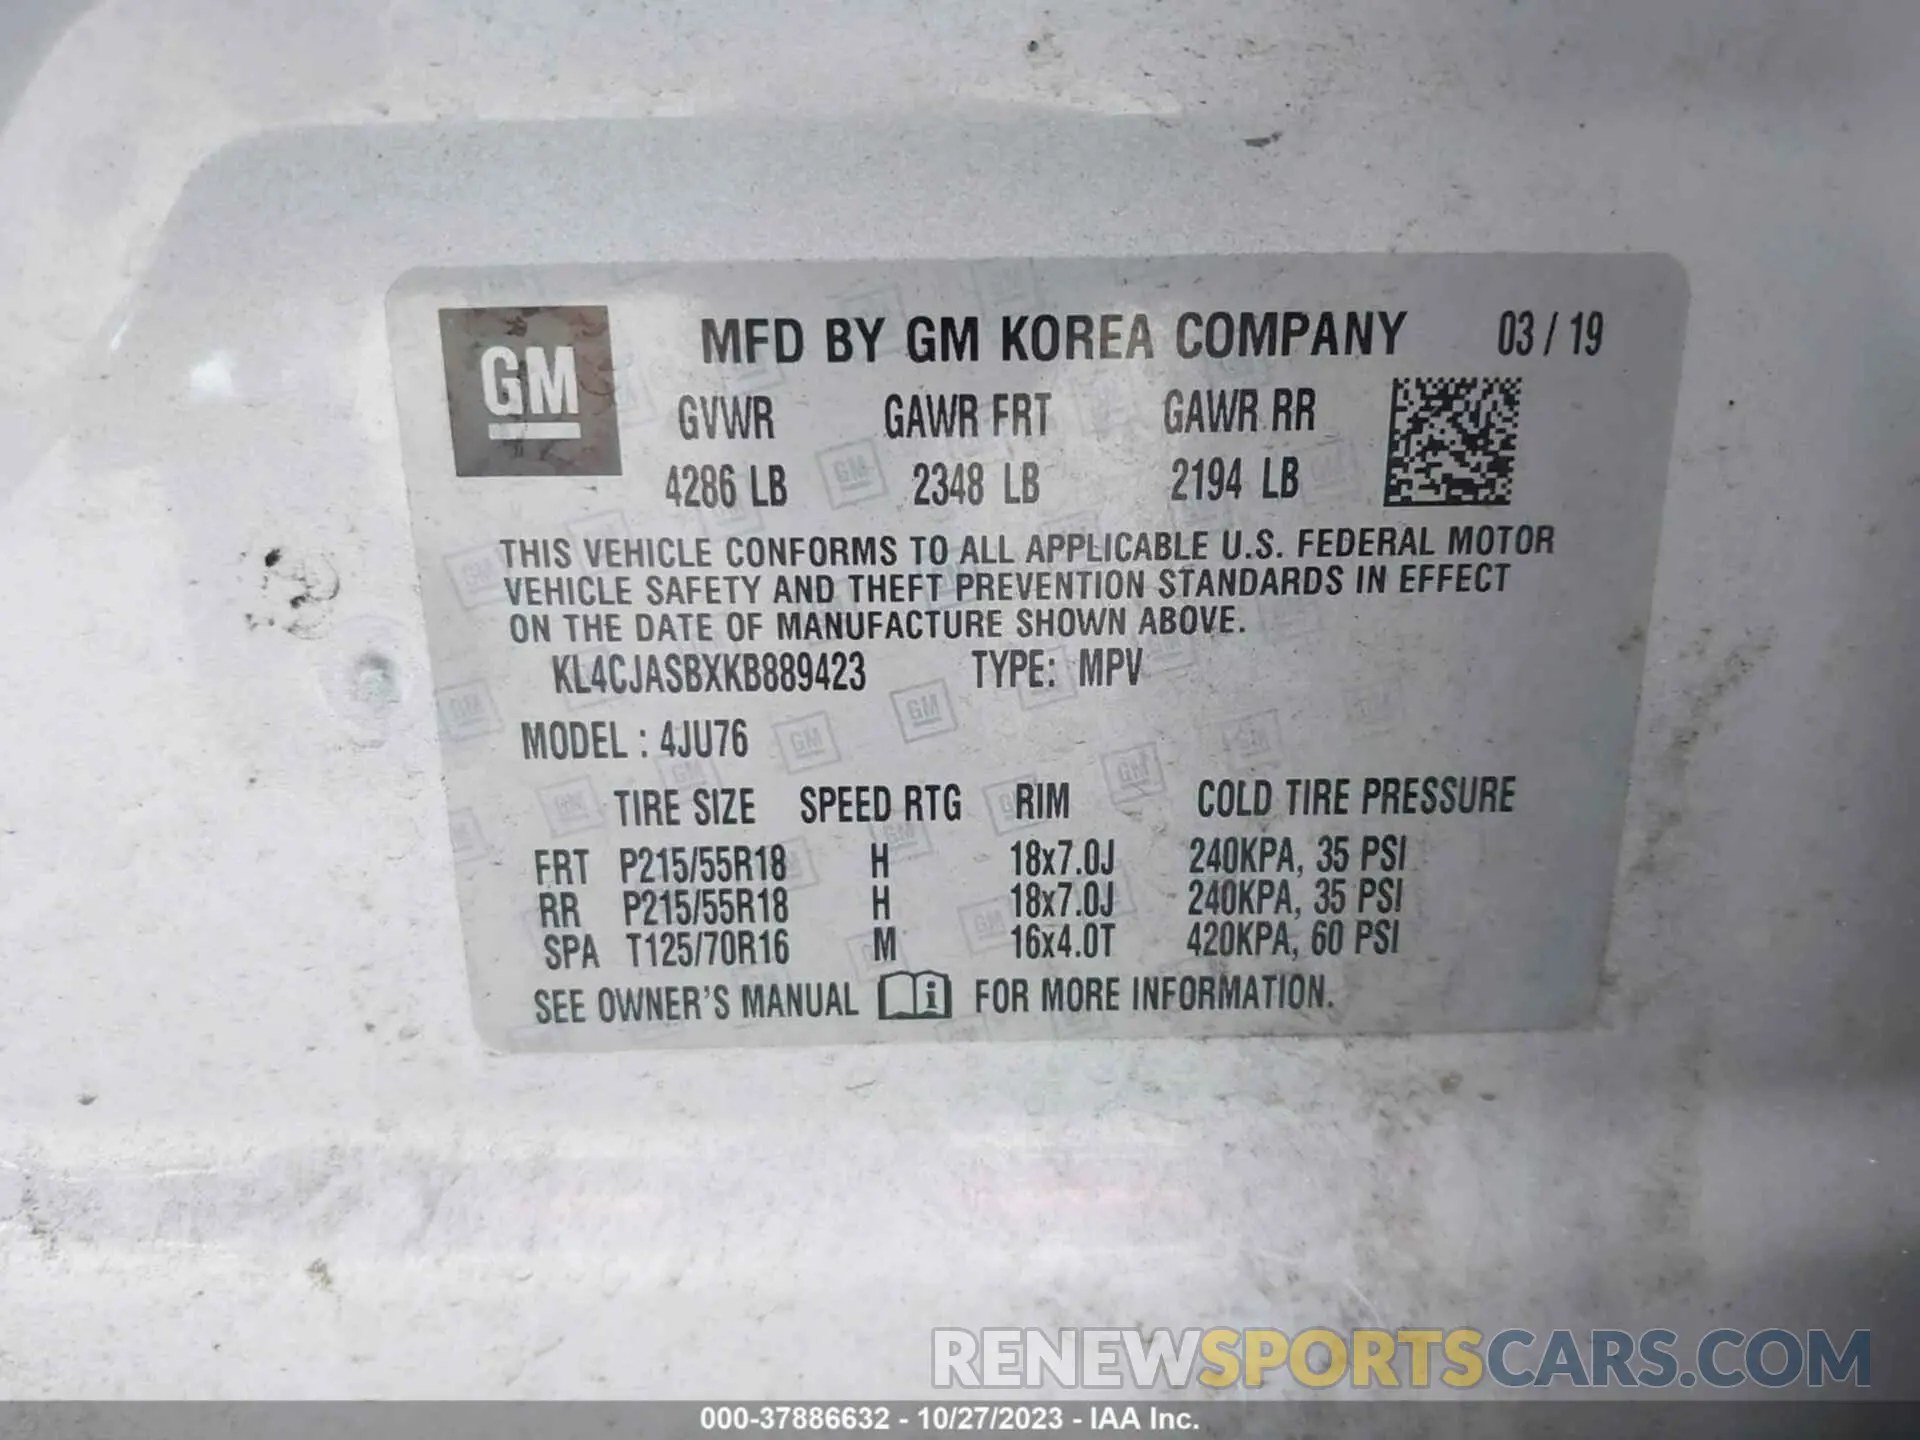 GM
MFD BY GM KOREA COMPANY 03 / 19
GVWR GAWR FRT GAWR RR
4286 LB 2348 LB 2194 LB
THIS VEHICLE CONFORMS TO ALL APPLICABLE U.S. FEDERAL MOTOR
VEHICLE SAFETY AND THEFT PREVENTION STANDARDS IN EFFECT
ON THE DATE OF MANUFACTURE SHOWN ABOVE.
KL4CJASBXKB889423 TYPE: MPV
MODEL : 4JU76
TIRE SIZE SPEED RTG RIM COLD TIRE PRESSURE
FRT P215/55R18 H 18x7.0J 240KPA, 35 PSI
RR P215/55R18 H 18x7.0J 240KPA, 35 PSI
SPA T125/70R16 M 16x4.0T 420KPA, 60 PSI
SEE OWNER'S MANUAL i FOR MORE INFORMATION.
RENEWSPORTSCARS.COM
000-37886632 - 10/27/2023 - IAA Inc.